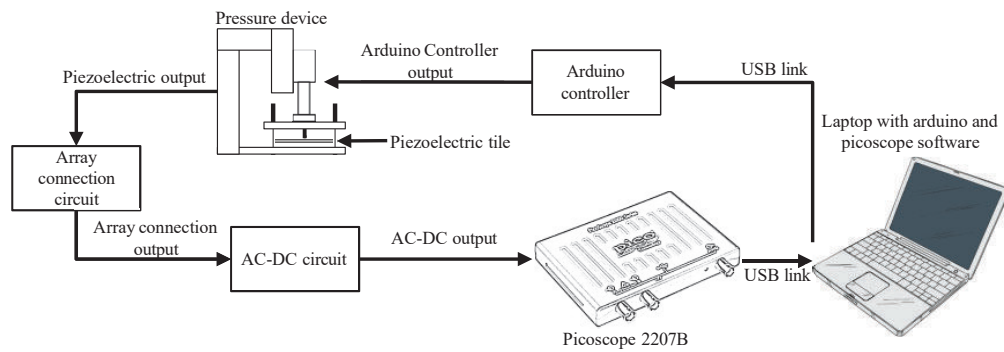 Pressure device
Arduino Controller
output
Piezoelectric output
Arduino
controller
USB link
Laptop with arduino and
picoscope software
Piezoelectric tile
Array
connection
circuit
Array connection
output
AC-DC circuit
AC-DC output
pico
USB link
Picoscope 2207B